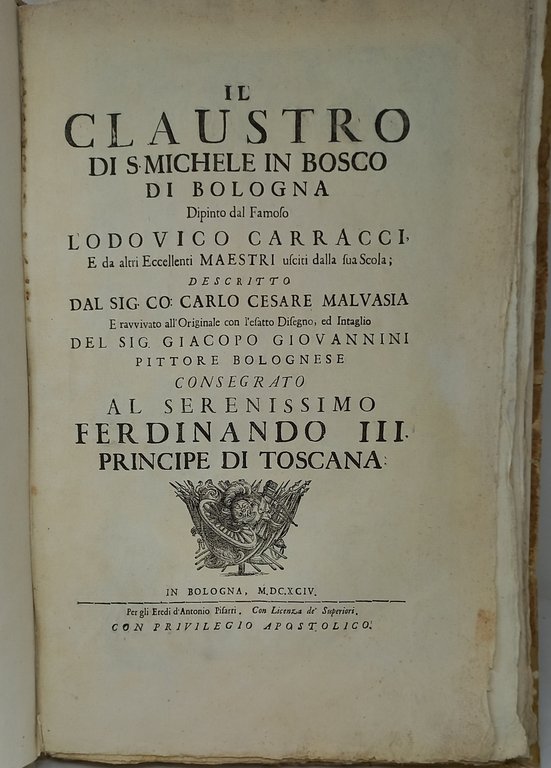 IL
CLAUSTRO
DI S. MICHELE IN BOSCO
DI BOLOGNA
Dipinto dal Famoſo
LODOVICO CARRACCI,
E da altri Eccellenti MAESTRI uſciti dalla ſua Scola;
DESCRITTO
DAL SIG. CO: CARLO CESARE MALVASIA
E ravvivato all'Originale con l'eſatto Diſegno, ed Intaglio
DEL SIG. GIACOPO GIOVANNINI
PITTORE BOLOGNESE
CONSEGRATO
AL SERENISSIMO
FERDINANDO III.
PRINCIPE DI TOSCANA:
IN BOLOGNA, M.DC.XCIV.
Per gli Eredi d'Antonio Piſarri. Con Licenza de' Superiori.
CON PRIVILEGIO APOSTOLICO.